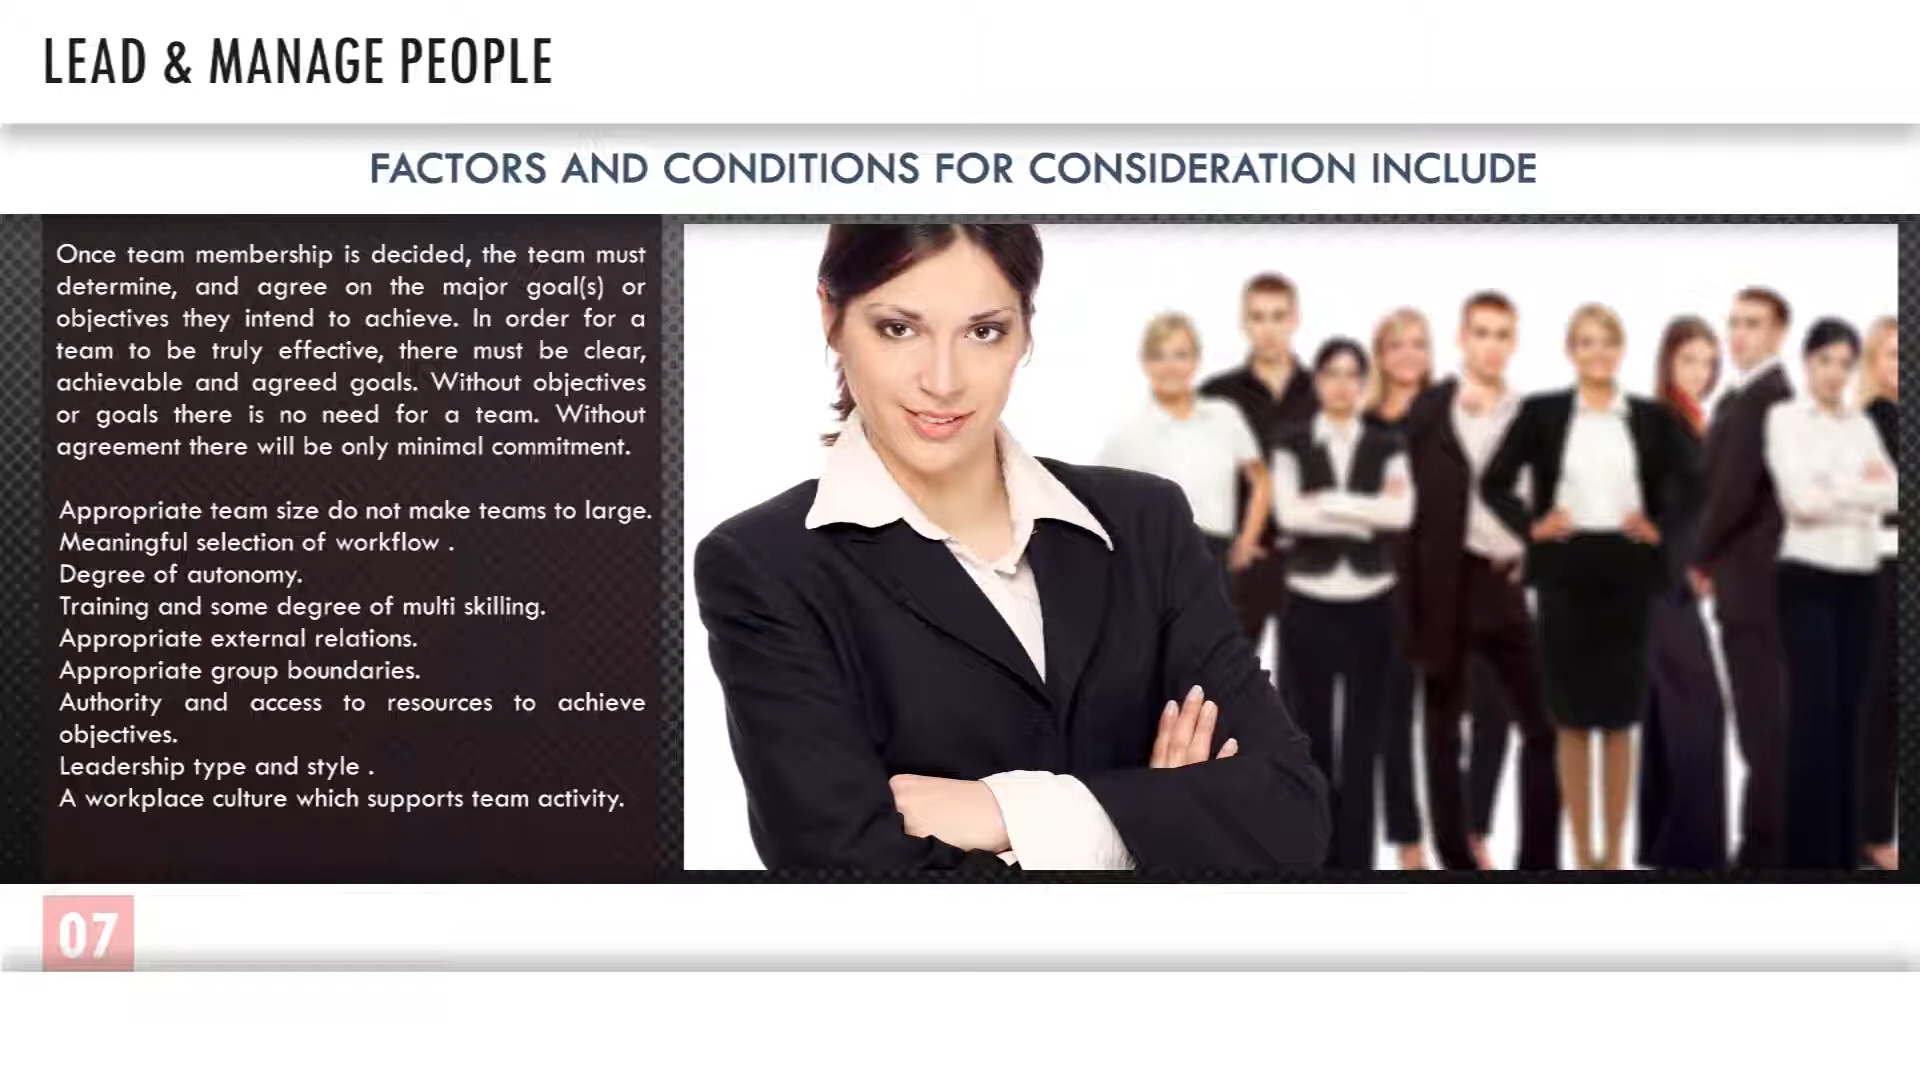 LEAD & MANAGE PEOPLE
FACTORS AND CONDITIONS FOR CONSIDERATION INCLUDE
Once team membership is decided, the team must
determine, and agree on the major goal(s) or
objectives they intend to achieve. In order for a
team to be truly effective, there must be clear,
achievable and agreed goals. Without objectives
or goals there is no need for a team. Without
agreement there will be only minimal commitment.
Appropriate team size do not make teams to large.
Meaningful selection of workflow .
Degree of autonomy.
Training and some degree of multi skilling.
Appropriate external relations.
Appropriate group boundaries.
Authority and access to resources to achieve
objectives.
Leadership type and style .
A workplace culture which supports team activity.
07